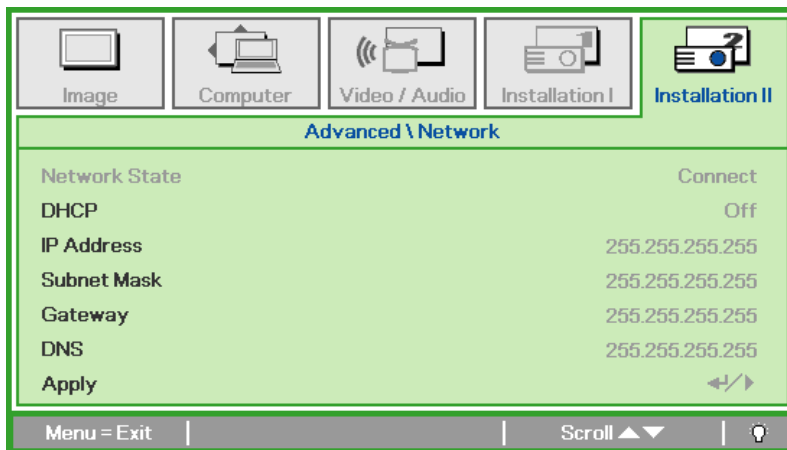 Image Computer Video / Audio Installation I Installation II
Advanced \ Network
Network State Connect
DHCP Off
IP Address 255.255.255.255
Subnet Mask 255.255.255.255
Gateway 255.255.255.255
DNS 255.255.255.255
Apply
Menu = Exit Scroll